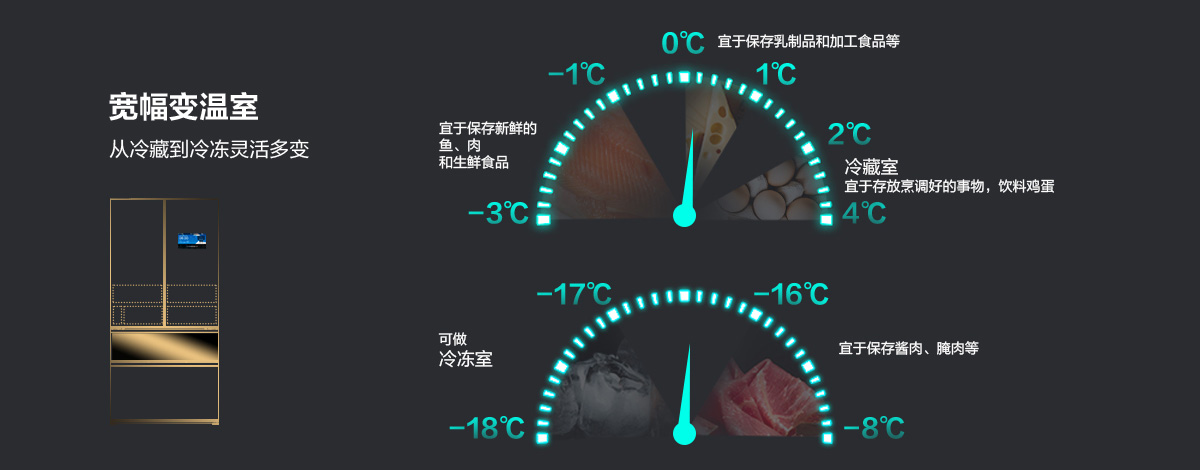 宽幅变温室
从冷藏到冷冻灵活多变
0℃ 宜于保存乳制品和加工食品等
-1℃
1℃
宜于保存新鲜的
鱼、肉
和生鲜食品
2℃
冷藏室
宜于存放烹调好的事物，饮料鸡蛋
-3℃
4℃
-17℃
-16℃
可做
冷冻室
宜于保存酱肉、腌肉等
-18℃
-8℃